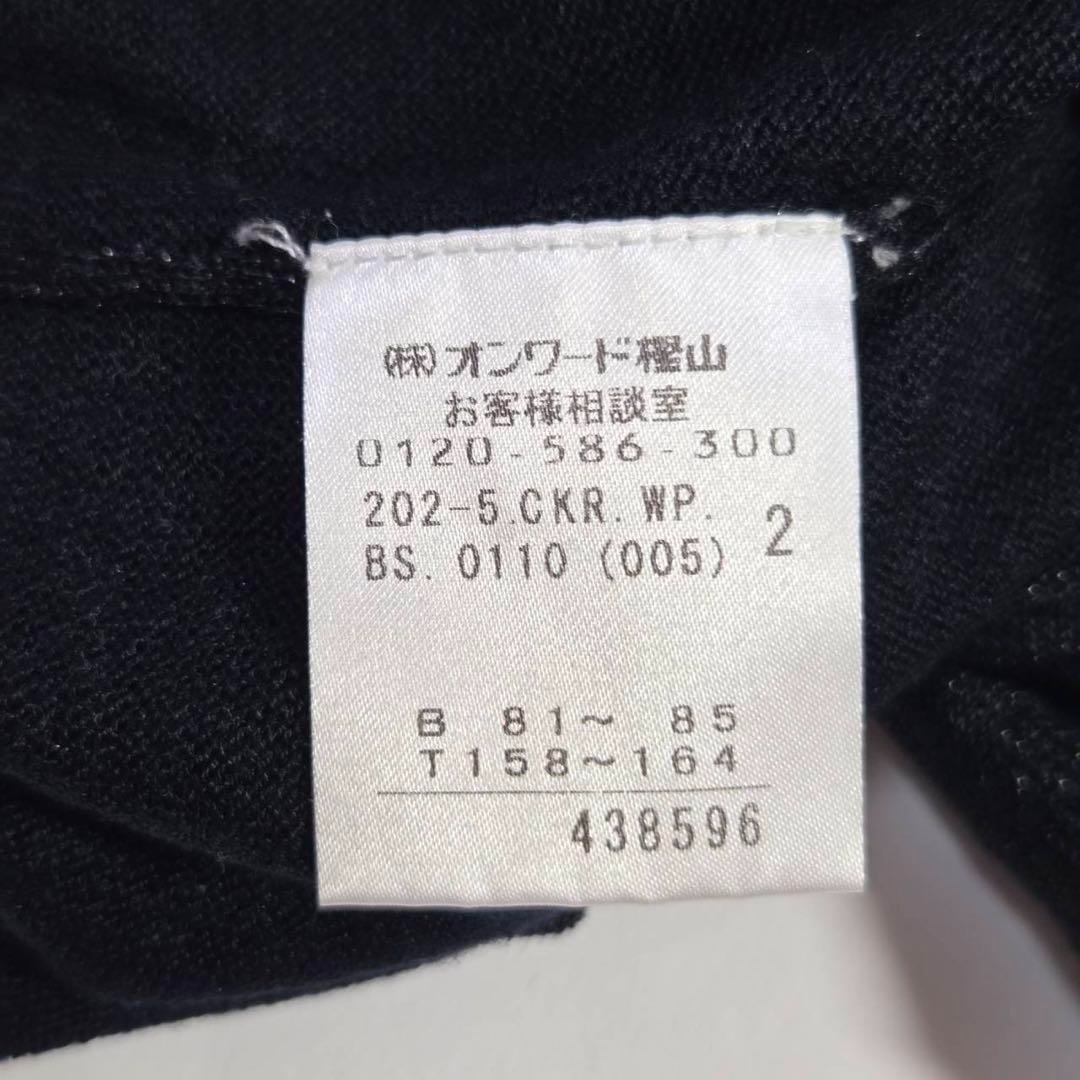 (株)オンワード樫山
お客様相談室
0120-586-300
202-5.CKR.WP.
BS.0110(005) 2
B 81～ 85
T158～164
438596